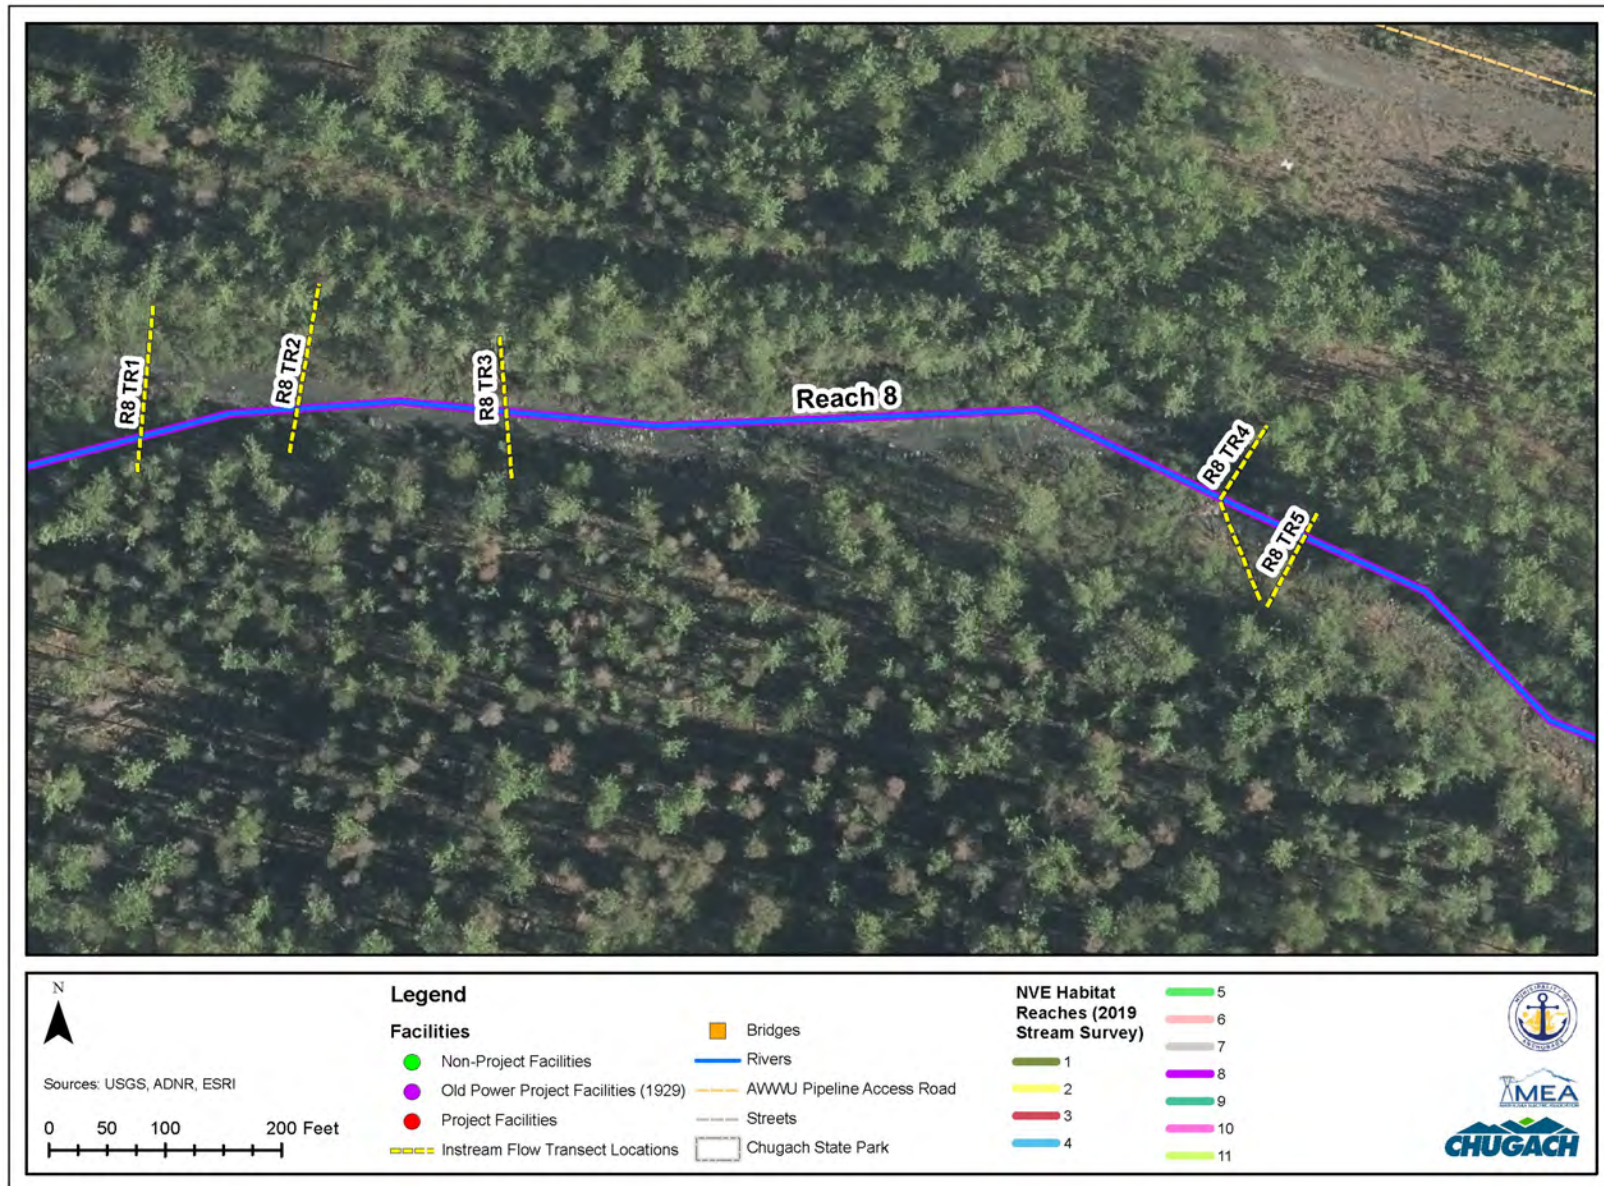 R8 TR1
R8 TR2
R8 TR3
Reach 8
R8 TR4
R8 TR5
N
Sources: USGS, ADNR, ESRI
0 50 100 200 Feet
Legend
Facilities
Non-Project Facilities
Old Power Project Facilities (1929)
Project Facilities
Instream Flow Transect Locations
Bridges
Rivers
AWWU Pipeline Access Road
Streets
Chugach State Park
NVE Habitat
Reaches (2019
Stream Survey)
1
2
3
4
5
6
7
8
9
10
11
MUNICIPALITY OF
ANCHORAGE
MEA
CHUGACH